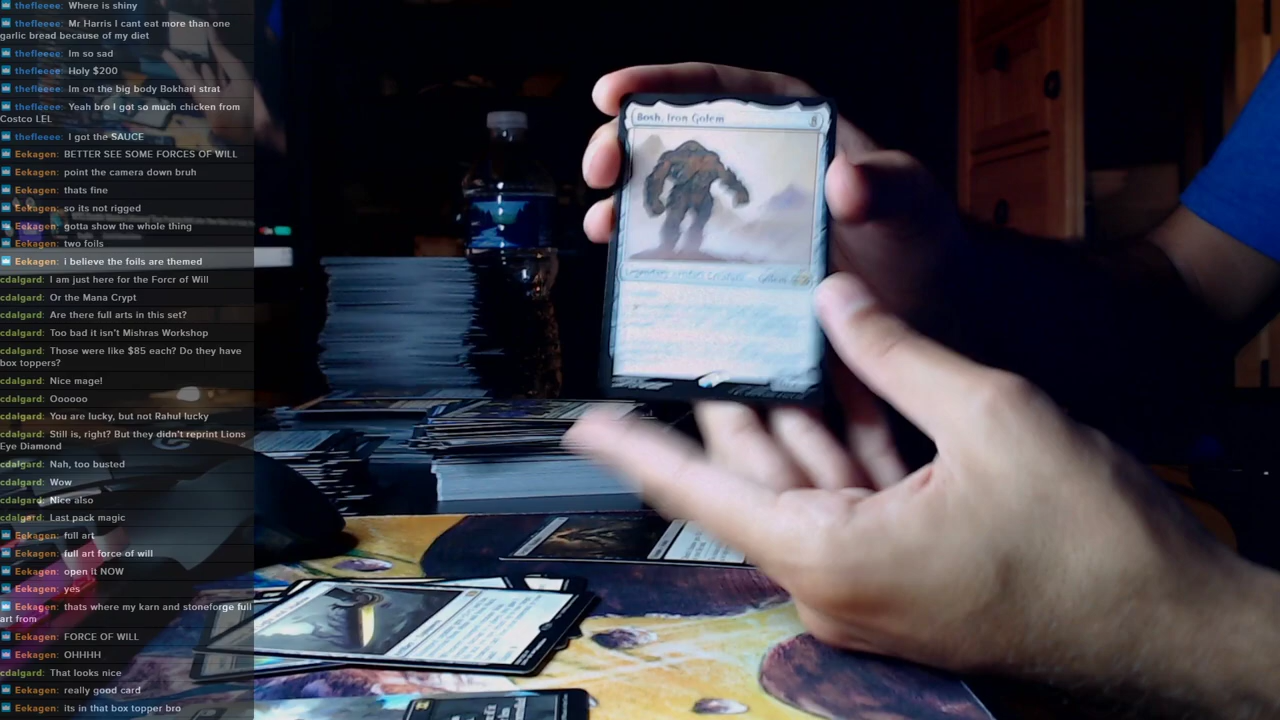 thefleeee: Where is shiny
thefleeee: Mr Harris I cant eat more than one
garlic bread because of my diet
thefleeee: Im so sad
thefleeee: Holy $200
thefleeee: Im on the big body Bokhari strat
thefleeee: Yeah bro I got so much chicken from
Costco LEL
thefleeee: I got the SAUCE
Eekagen: BETTER SEE SOME FORCES OF WILL
Eekagen: point the camera down bruh
Eekagen: thats fine
Eekagen: so its not rigged
Eekagen: gotta show the whole thing
Eekagen: two foils
Eekagen: i believe the foils are themed
cdalgard: I am just here for the Forcr of Will
cdalgard: Or the Mana Crypt
cdalgard: Are there full arts in this set?
cdalgard: Too bad it isn't Mishras Workshop
cdalgard: Those were like $85 each? Do they have
box toppers?
cdalgard: Nice mage!
cdalgard: Oooooo
cdalgard: You are lucky, but not Rahul lucky
cdalgard: Still is, right? But they didn't reprint Lions
Eye Diamond
cdalgard: Nah, too busted
cdalgard: Wow
cdalgard: Nice also
cdalgard: Last pack magic
Eekagen: full art
Eekagen: full art force of will
Eekagen: open it NOW
Eekagen: yes
Eekagen: thats where my karn and stoneforge full
art from
Eekagen: FORCE OF WILL
Eekagen: OHHHH
cdalgard: That looks nice
Eekagen: really good card
Eekagen: its in that box topper bro
Bosh, Iron Golem 8